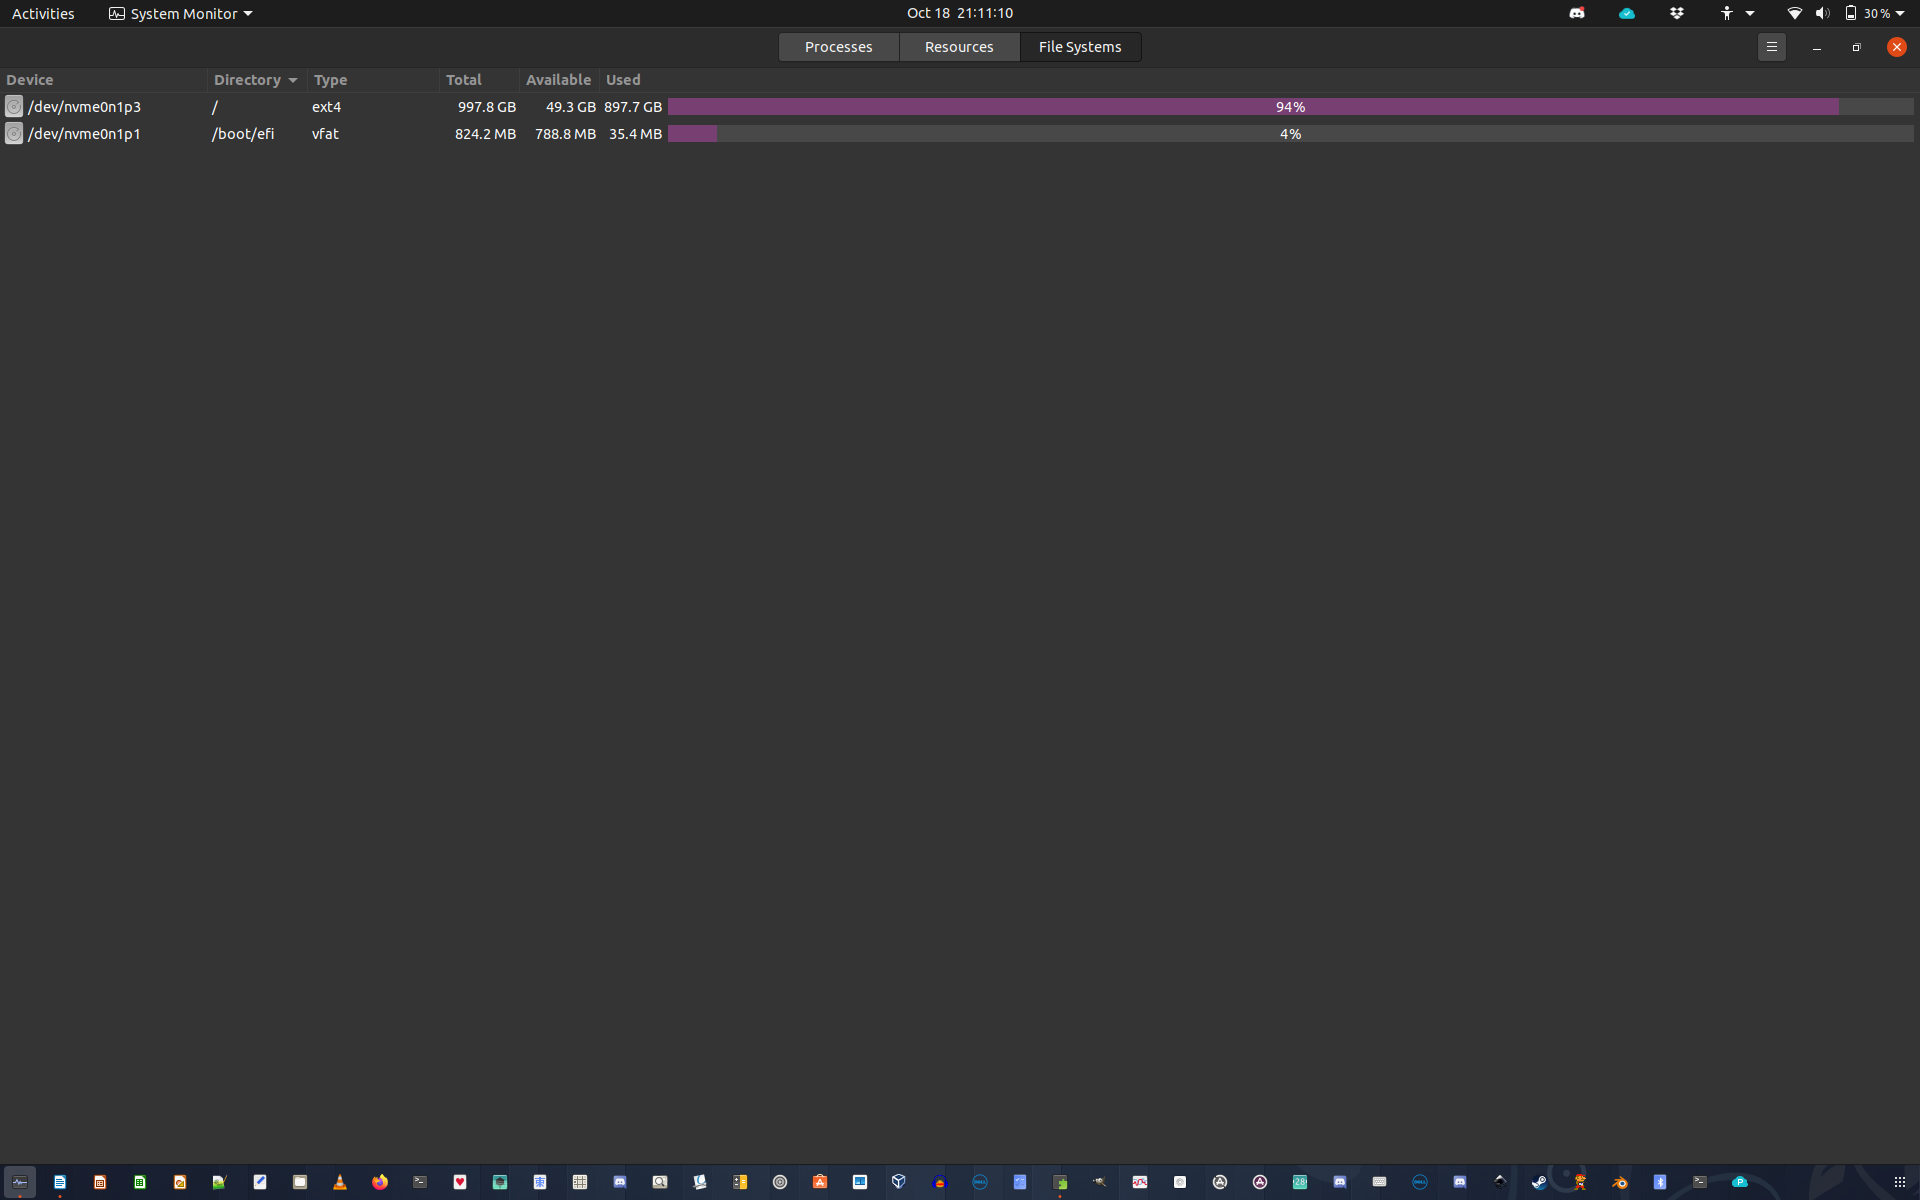 Activities System Monitor Oct 18 21:11:10 30 %
Processes Resources File Systems
Device Directory Type Total Available Used
/dev/nvme0n1p3 / ext4 997.8 GB 49.3 GB 897.7 GB 94%
/dev/nvme0n1p1 /boot/efi vfat 824.2 MB 788.8 MB 35.4 MB 4%